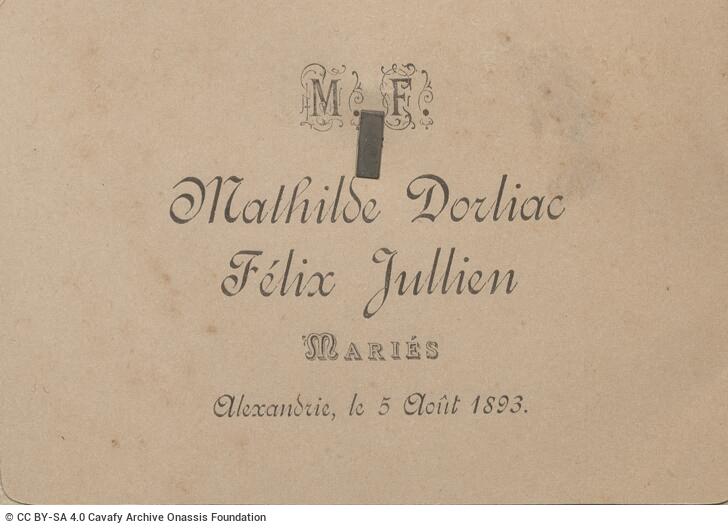 M. F.
Mathilde Dorliac
Félix Jullien
Mariés
Alexandrie, le 5 Août 1893.
© CC BY-SA 4.0 Cavafy Archive Onassis Foundation